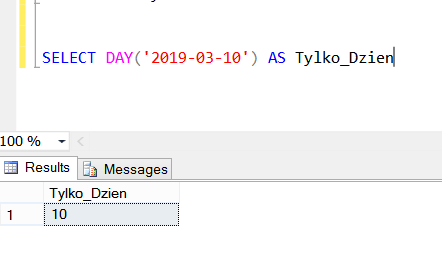 SELECT DAY('2019-03-10') AS Tylko_Dzien
100 %
Results Messages
Tylko_Dzien
1 10